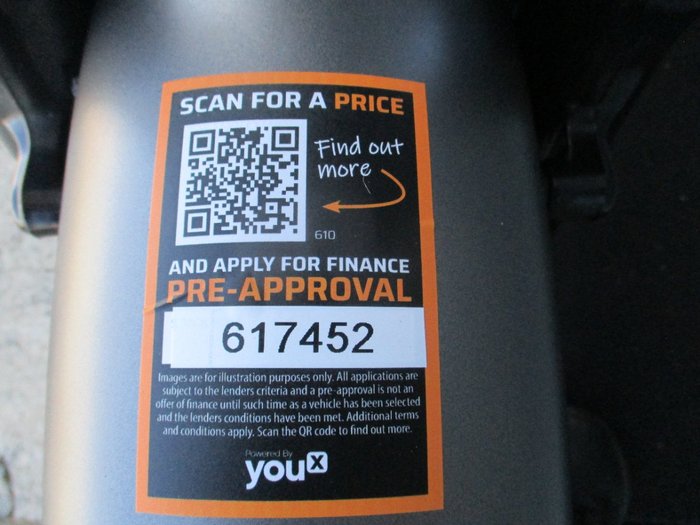 SCAN FOR A PRICE
Find out
more
610
AND APPLY FOR FINANCE
PRE-APPROVAL
617452
Images are for illustration purposes only. All applications are
subject to the lenders criteria and a pre-approval is not an
offer of finance until such time as a vehicle has been selected
and the lenders conditions have been met. Additional terms
and conditions apply. Scan the QR code to find out more.
Powered By
youX